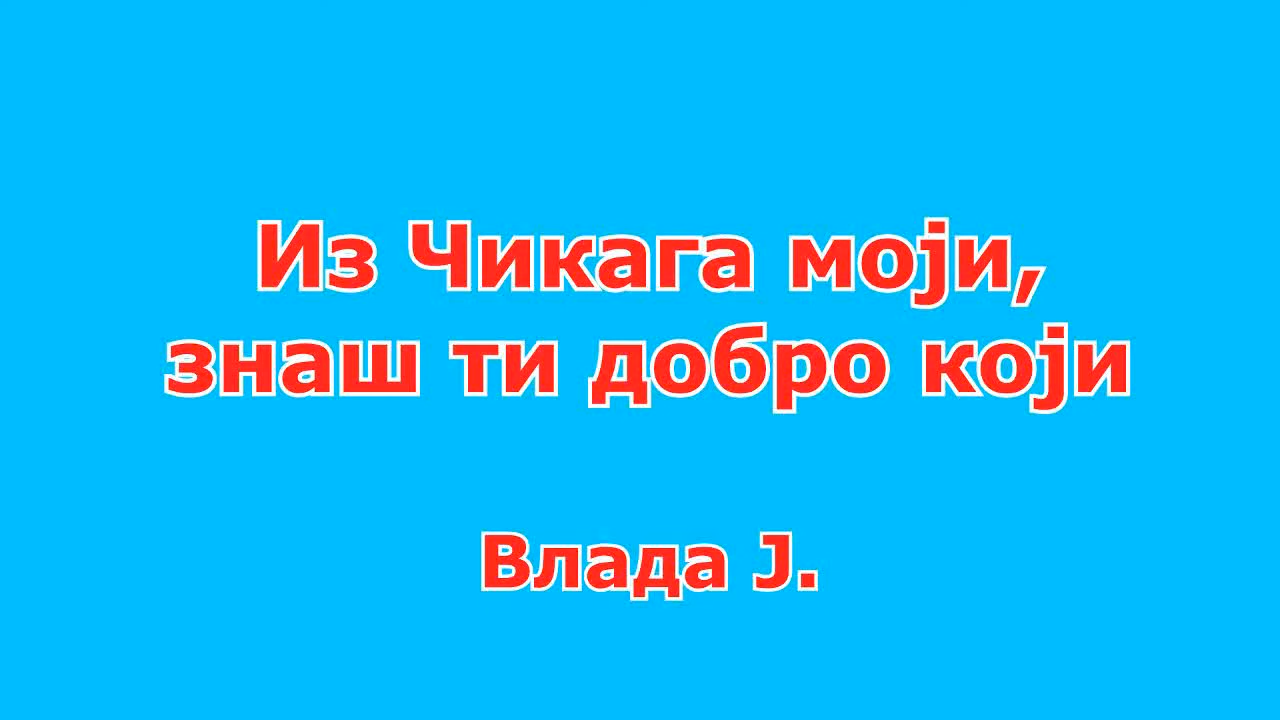 Из Чикага моји,
знаш ти добро који
Влада Ј.